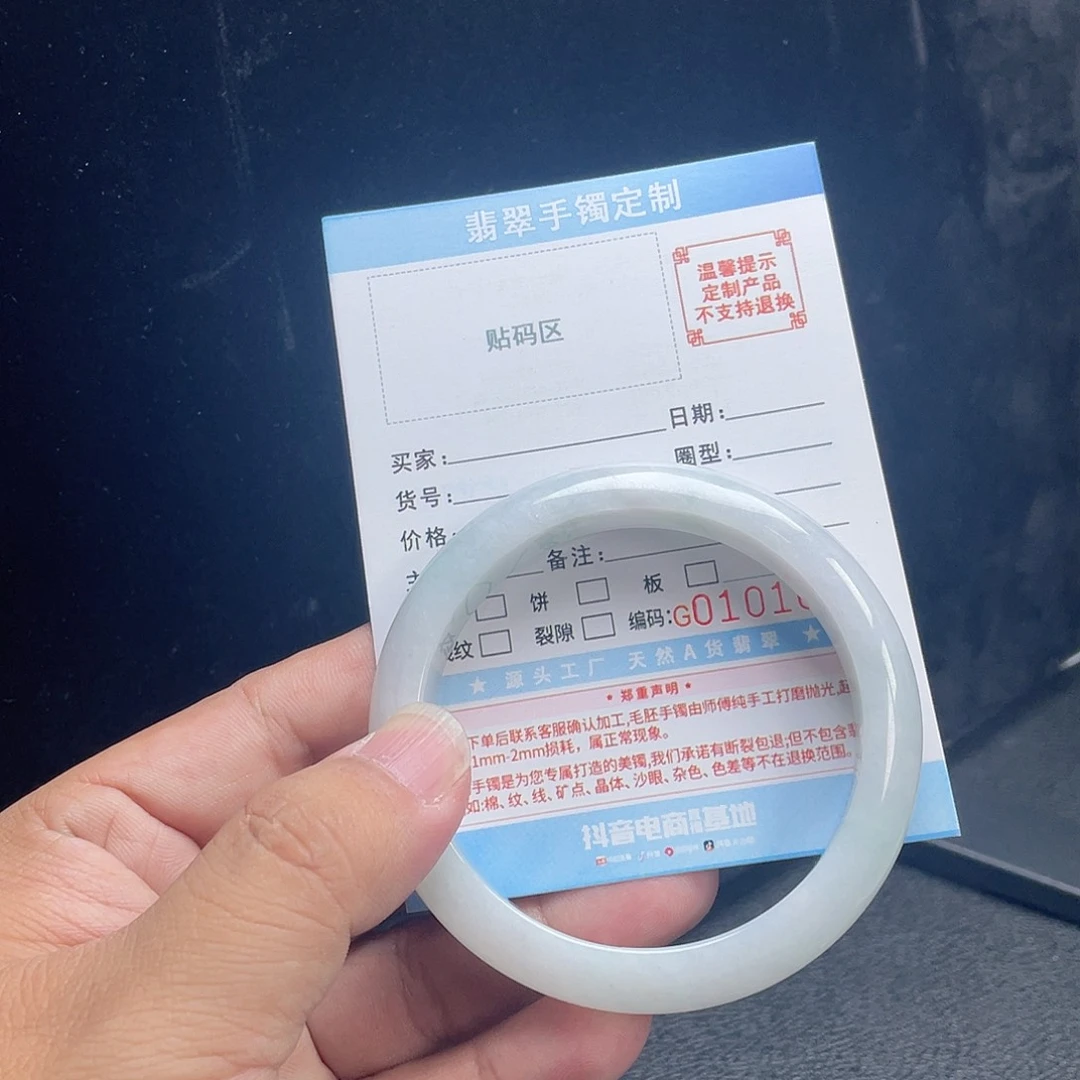 翡翠手镯定制
贴码区
温馨提示
定制产品
不支持退换
买家: 日期:
货号: 圈型:
价格:
备注:
饼 板
纹 裂隙 编码:G01018
★ 源头工厂 天然A货翡翠 ★
* 郑重声明 *
下单后联系客服确认加工,毛胚手镯由师傅纯手工打磨抛光,
1mm-2mm损耗，属正常现象。
手镯是为您专属打造的美镯,我们承诺有断裂包退;但不包含
如:棉、纹、线、矿点、晶体、沙眼、杂色、色差等不在退换范围。
抖音电商 基地